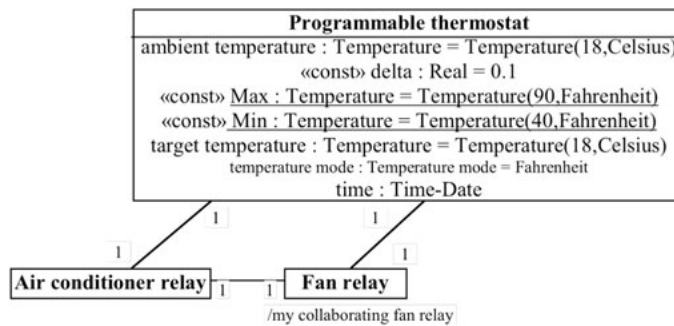 Programmable thermostat
ambient temperature : Temperature = Temperature(18,Celsius)
«const» delta : Real = 0.1
«const» Max : Temperature = Temperature(90,Fahrenheit)
«const» Min : Temperature = Temperature(40,Fahrenheit)
target temperature : Temperature = Temperature(18,Celsius)
temperature mode : Temperature mode = Fahrenheit
time : Time-Date
1
1
1
1
Air conditioner relay
1
1
Fan relay
/my collaborating fan relay